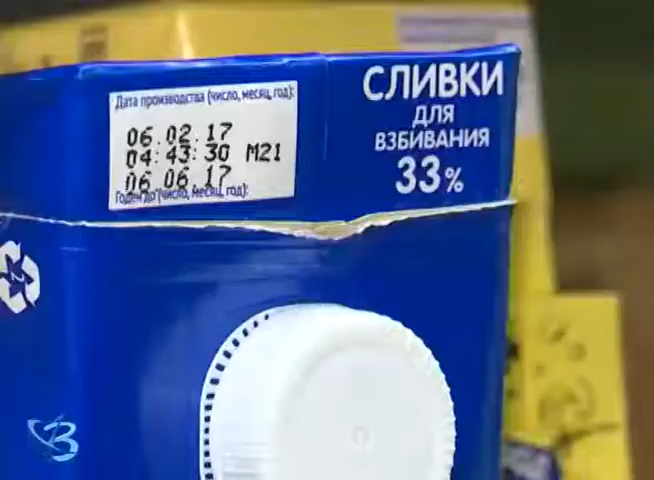 Дата производства (число, месяц, год):
06.02.17
04:43:30 М21
06 06.17
Годен до (число, месяц, год):
СЛИВКИ
ДЛЯ
ВЗБИВАНИЯ
33%